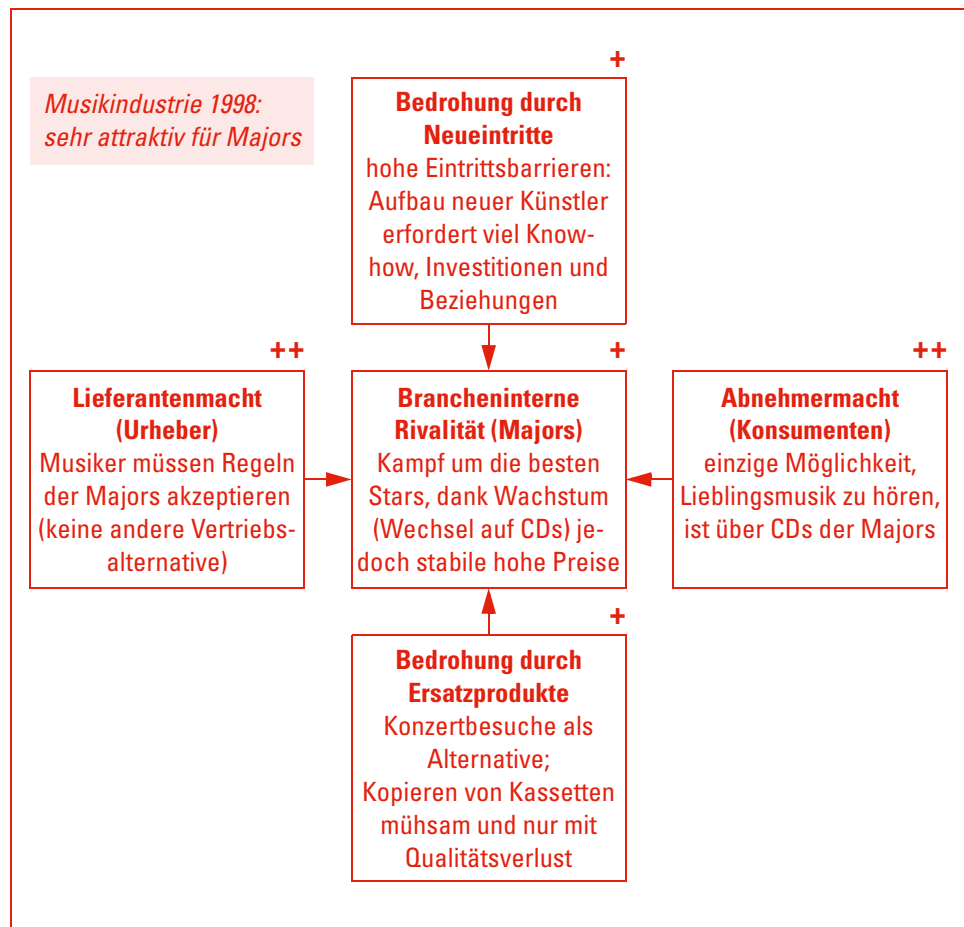 Musikindustrie 1998:
sehr attraktiv für Majors
+
Bedrohung durch
Neueintritte
hohe Eintrittsbarrieren:
Aufbau neuer Künstler
erfordert viel Know-
how, Investitionen und
Beziehungen
++
Lieferantenmacht
(Urheber)
Musiker müssen Regeln
der Majors akzeptieren
(keine andere Vertriebs-
alternative)
+
Brancheninterne
Rivalität (Majors)
Kampf um die besten
Stars, dank Wachstum
(Wechsel auf CDs) je-
doch stabile hohe Preise
++
Abnehmermacht
(Konsumenten)
einzige Möglichkeit,
Lieblingsmusik zu hören,
ist über CDs der Majors
+
Bedrohung durch
Ersatzprodukte
Konzertbesuche als
Alternative;
Kopieren von Kassetten
mühsam und nur mit
Qualitätsverlust